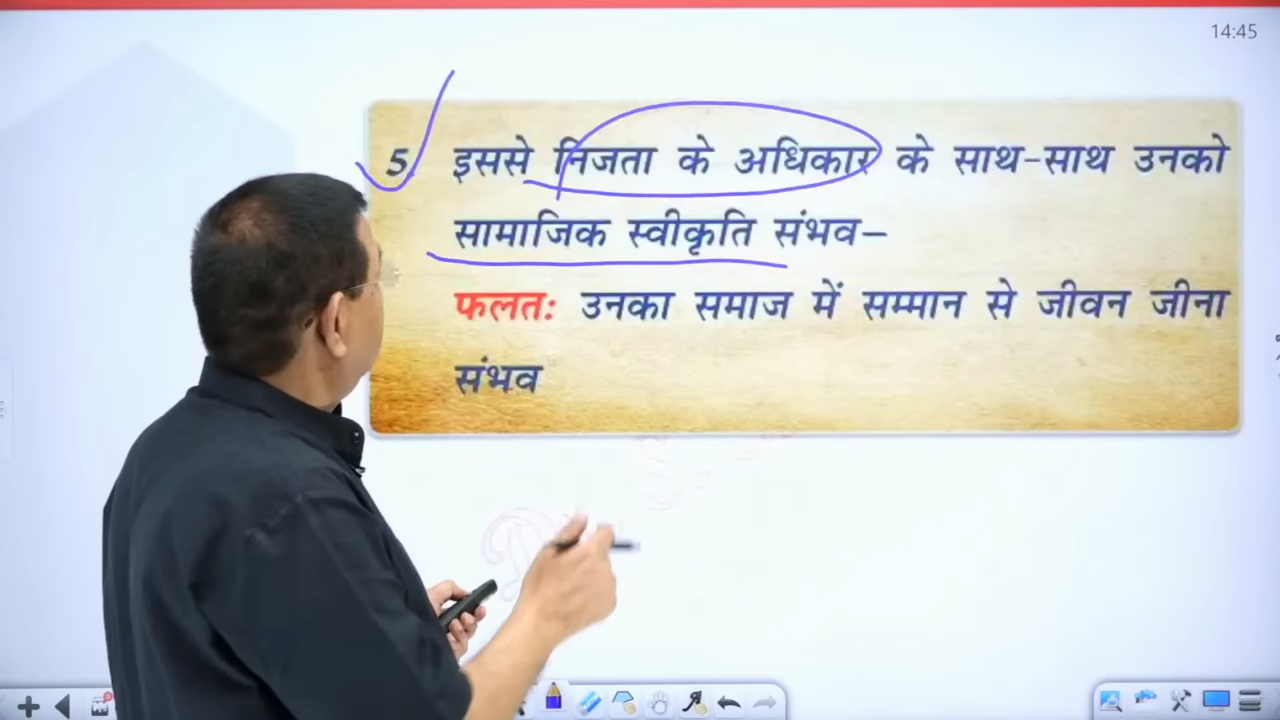 14:45
5. इससे निजता के अधिकार के साथ-साथ उनको
सामाजिक स्वीकृति संभव–
फलतः उनका समाज में सम्मान से जीवन जीना
संभव